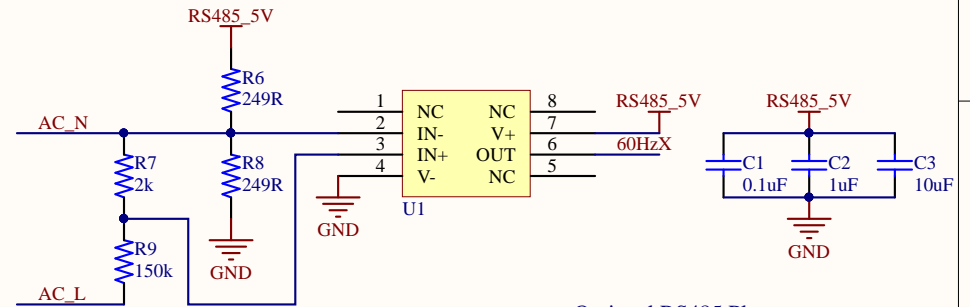 RS485_5V
R6
249R
AC_N
R7
2k
R8
249R
R9
150k
AC_L
GND
GND
1
2
3
4
NC
IN-
IN+
V-
NC
V+
OUT
NC
8
7
6
5
U1
RS485_5V
60HzX
RS485_5V
C1
0.1uF
C2
1uF
C3
10uF
GND